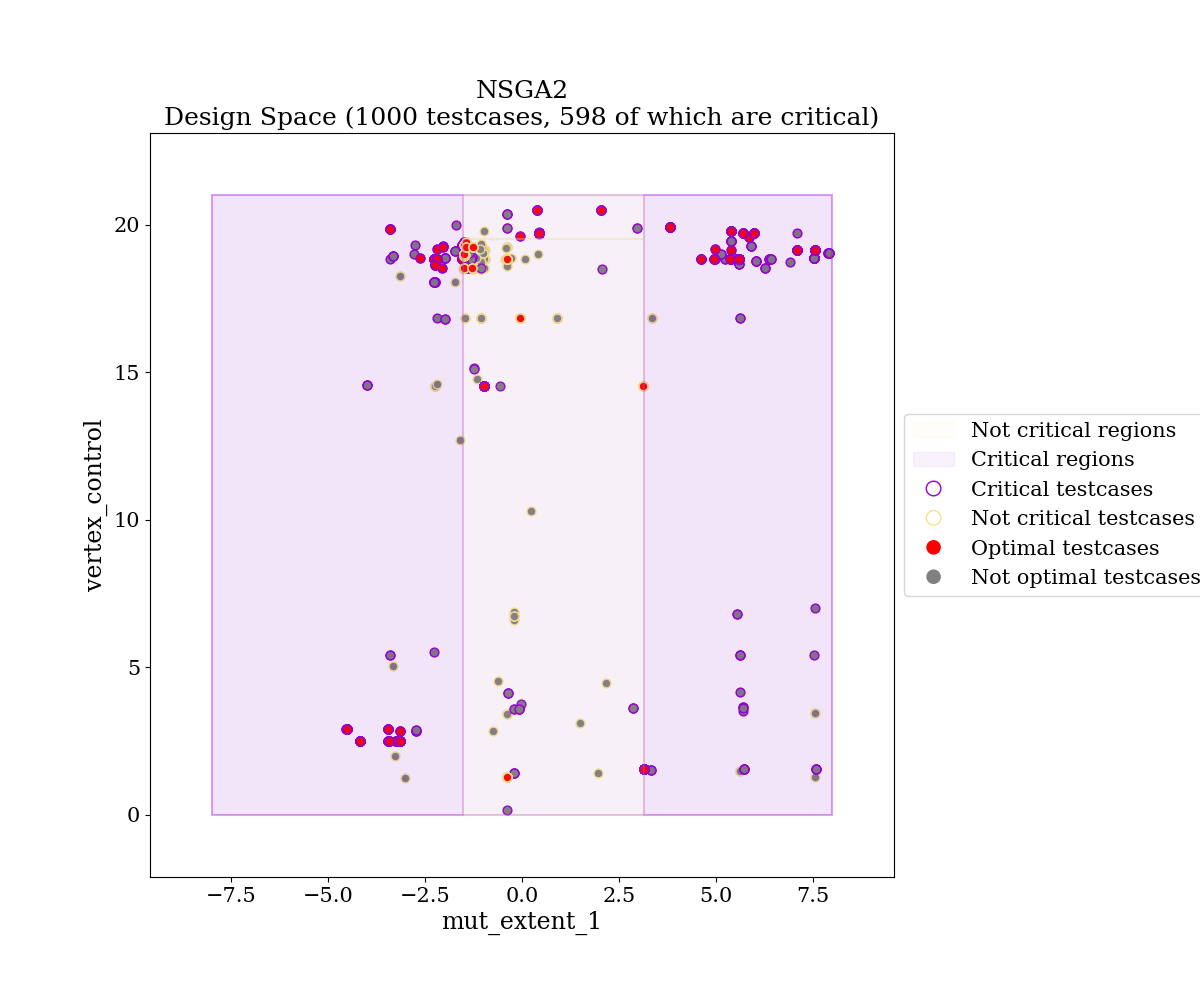 NSGA2
Design Space (1000 testcases, 598 of which are critical)
20
15
10
5
0
vertex_control
−7.5 −5.0 −2.5 0.0 2.5 5.0 7.5
mut_extent_1
Not critical regions
Critical regions
Critical testcases
Not critical testcases
Optimal testcases
Not optimal testcases